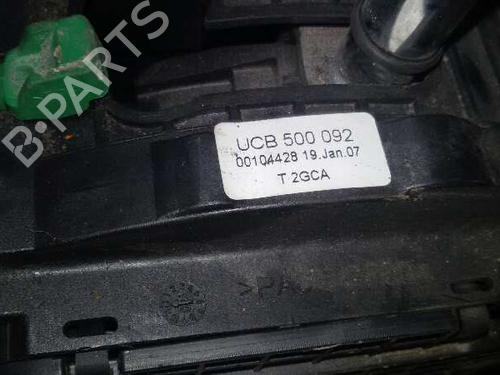 B-PARTS
UCB 500 092
00104428 19.Jan.07
T 2GCA
>PA